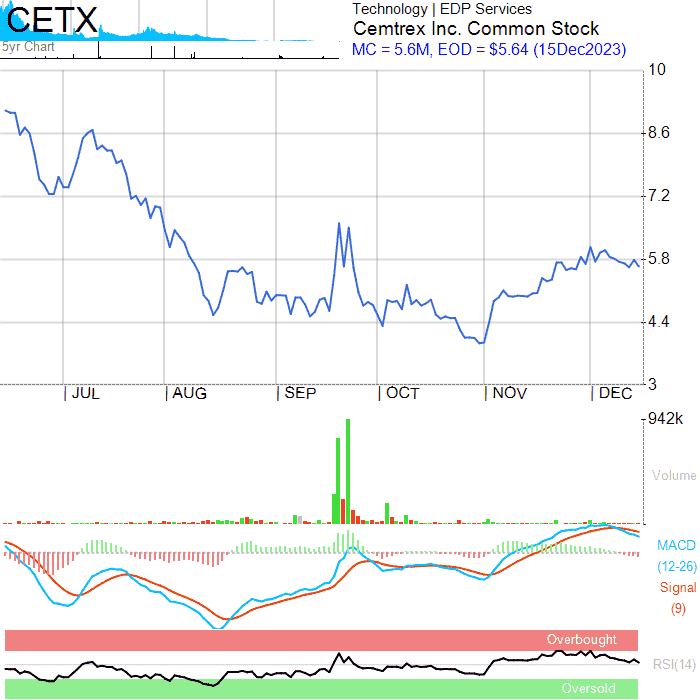 CETX
5yr Chart
Technology | EDP Services
Cemtrex Inc. Common Stock
MC = 5.6M, EOD = $5.64 (15Dec2023)
10
8.6
7.2
5.8
4.4
3
JUL AUG SEP OCT NOV DEC
942k
Volume
MACD
(12-26)
Signal
(9)
Overbought
RSI(14)
Oversold